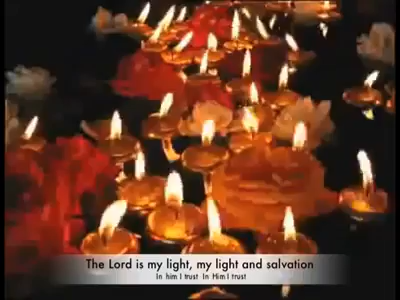 The Lord is my light, my light and salvation
In him I trust In Him I trust